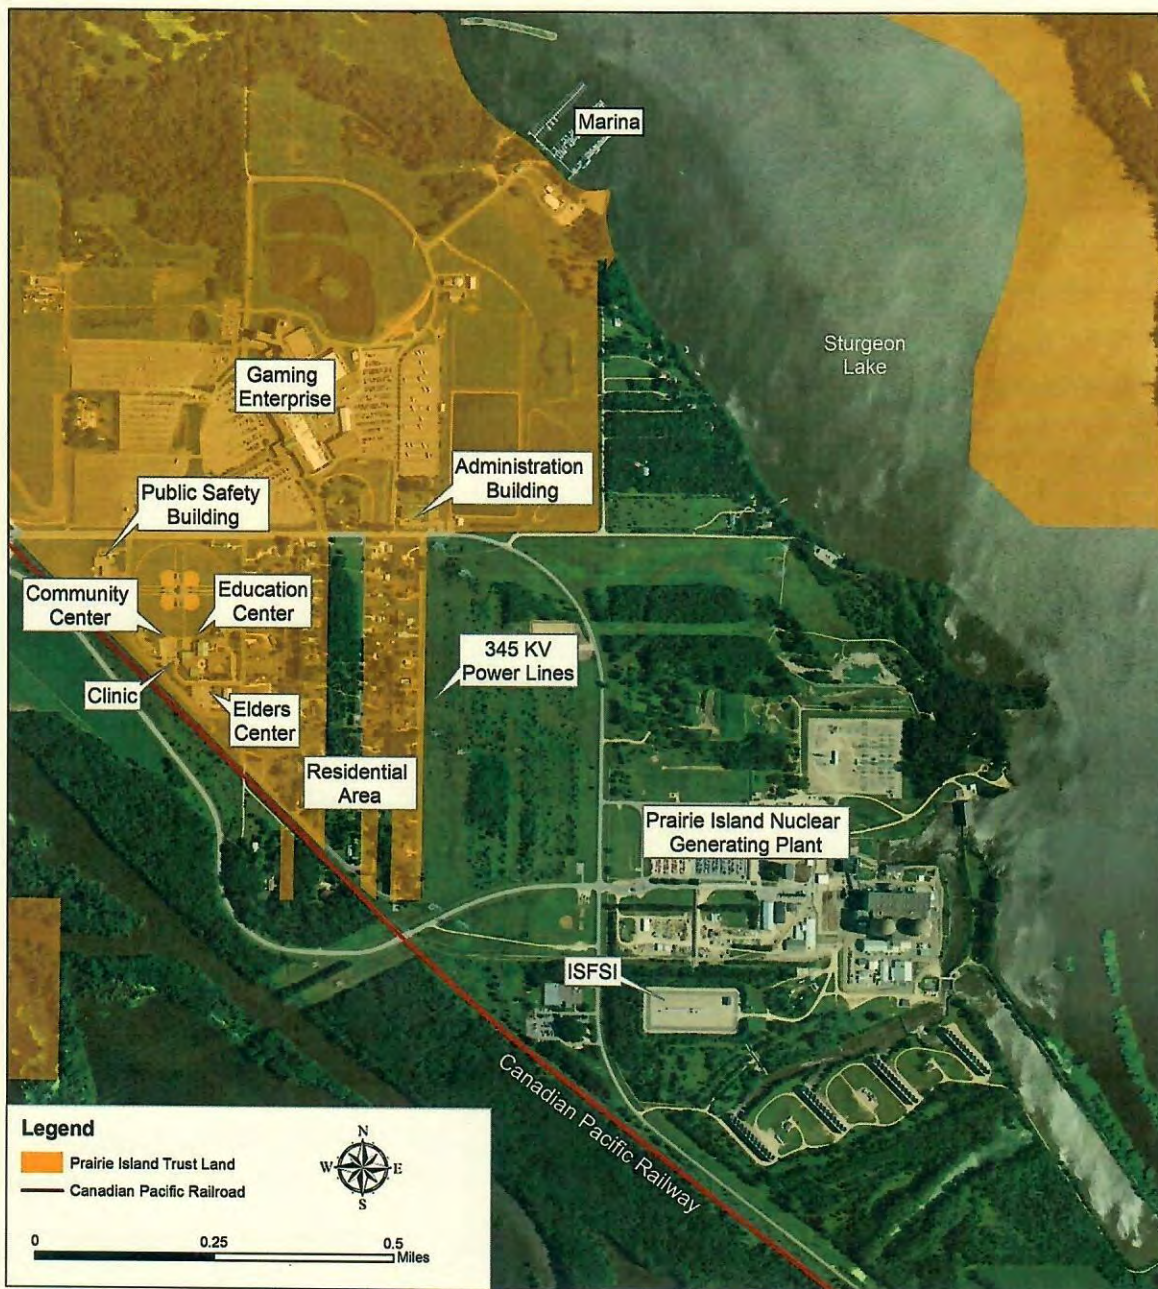 Marina
Sturgeon
Lake
Gaming
Enterprise
Administration
Building
Public Safety
Building
Community
Center
Education
Center
345 KV
Power Lines
Clinic
Elders
Center
Residential
Area
Prairie Island Nuclear
Generating Plant
ISFSI
Canadian Pacific Railway
Legend
Prairie Island Trust Land
Canadian Pacific Railroad
N
W
E
S
0
0.25
0.5
Miles